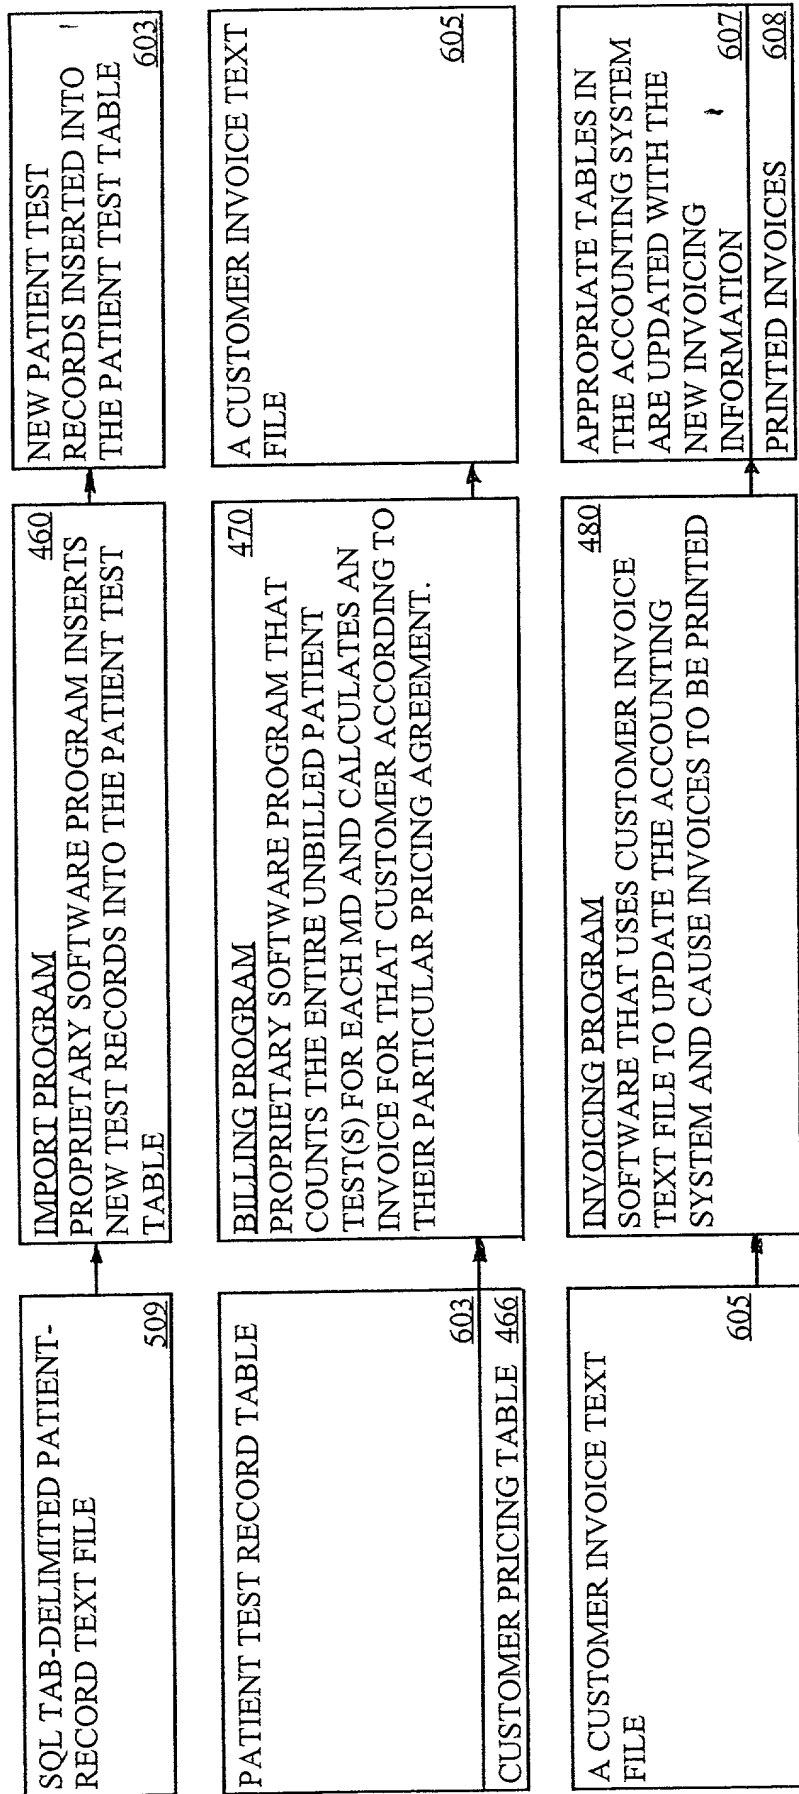 SQL TAB-DELIMITED PATIENT-
RECORD TEXT FILE
509
IMPORT PROGRAM
460
PROPRIETARY SOFTWARE PROGRAM INSERTS
NEW TEST RECORDS INTO THE PATIENT TEST
TABLE
NEW PATIENT TEST
RECORDS INSERTED INTO
THE PATIENT TEST TABLE
603
PATIENT TEST RECORD TABLE
603
CUSTOMER PRICING TABLE 466
BILLING PROGRAM
470
PROPRIETARY SOFTWARE PROGRAM THAT
COUNTS THE ENTIRE UNBILLED PATIENT
TEST(S) FOR EACH MD AND CALCULATES AN
INVOICE FOR THAT CUSTOMER ACCORDING TO
THEIR PARTICULAR PRICING AGREEMENT.
A CUSTOMER INVOICE TEXT
FILE
605
A CUSTOMER INVOICE TEXT
FILE
605
INVOICING PROGRAM
480
SOFTWARE THAT USES CUSTOMER INVOICE
TEXT FILE TO UPDATE THE ACCOUNTING
SYSTEM AND CAUSE INVOICES TO BE PRINTED
APPROPRIATE TABLES IN
THE ACCOUNTING SYSTEM
ARE UPDATED WITH THE
NEW INVOICING
INFORMATION
607
PRINTED INVOICES 608